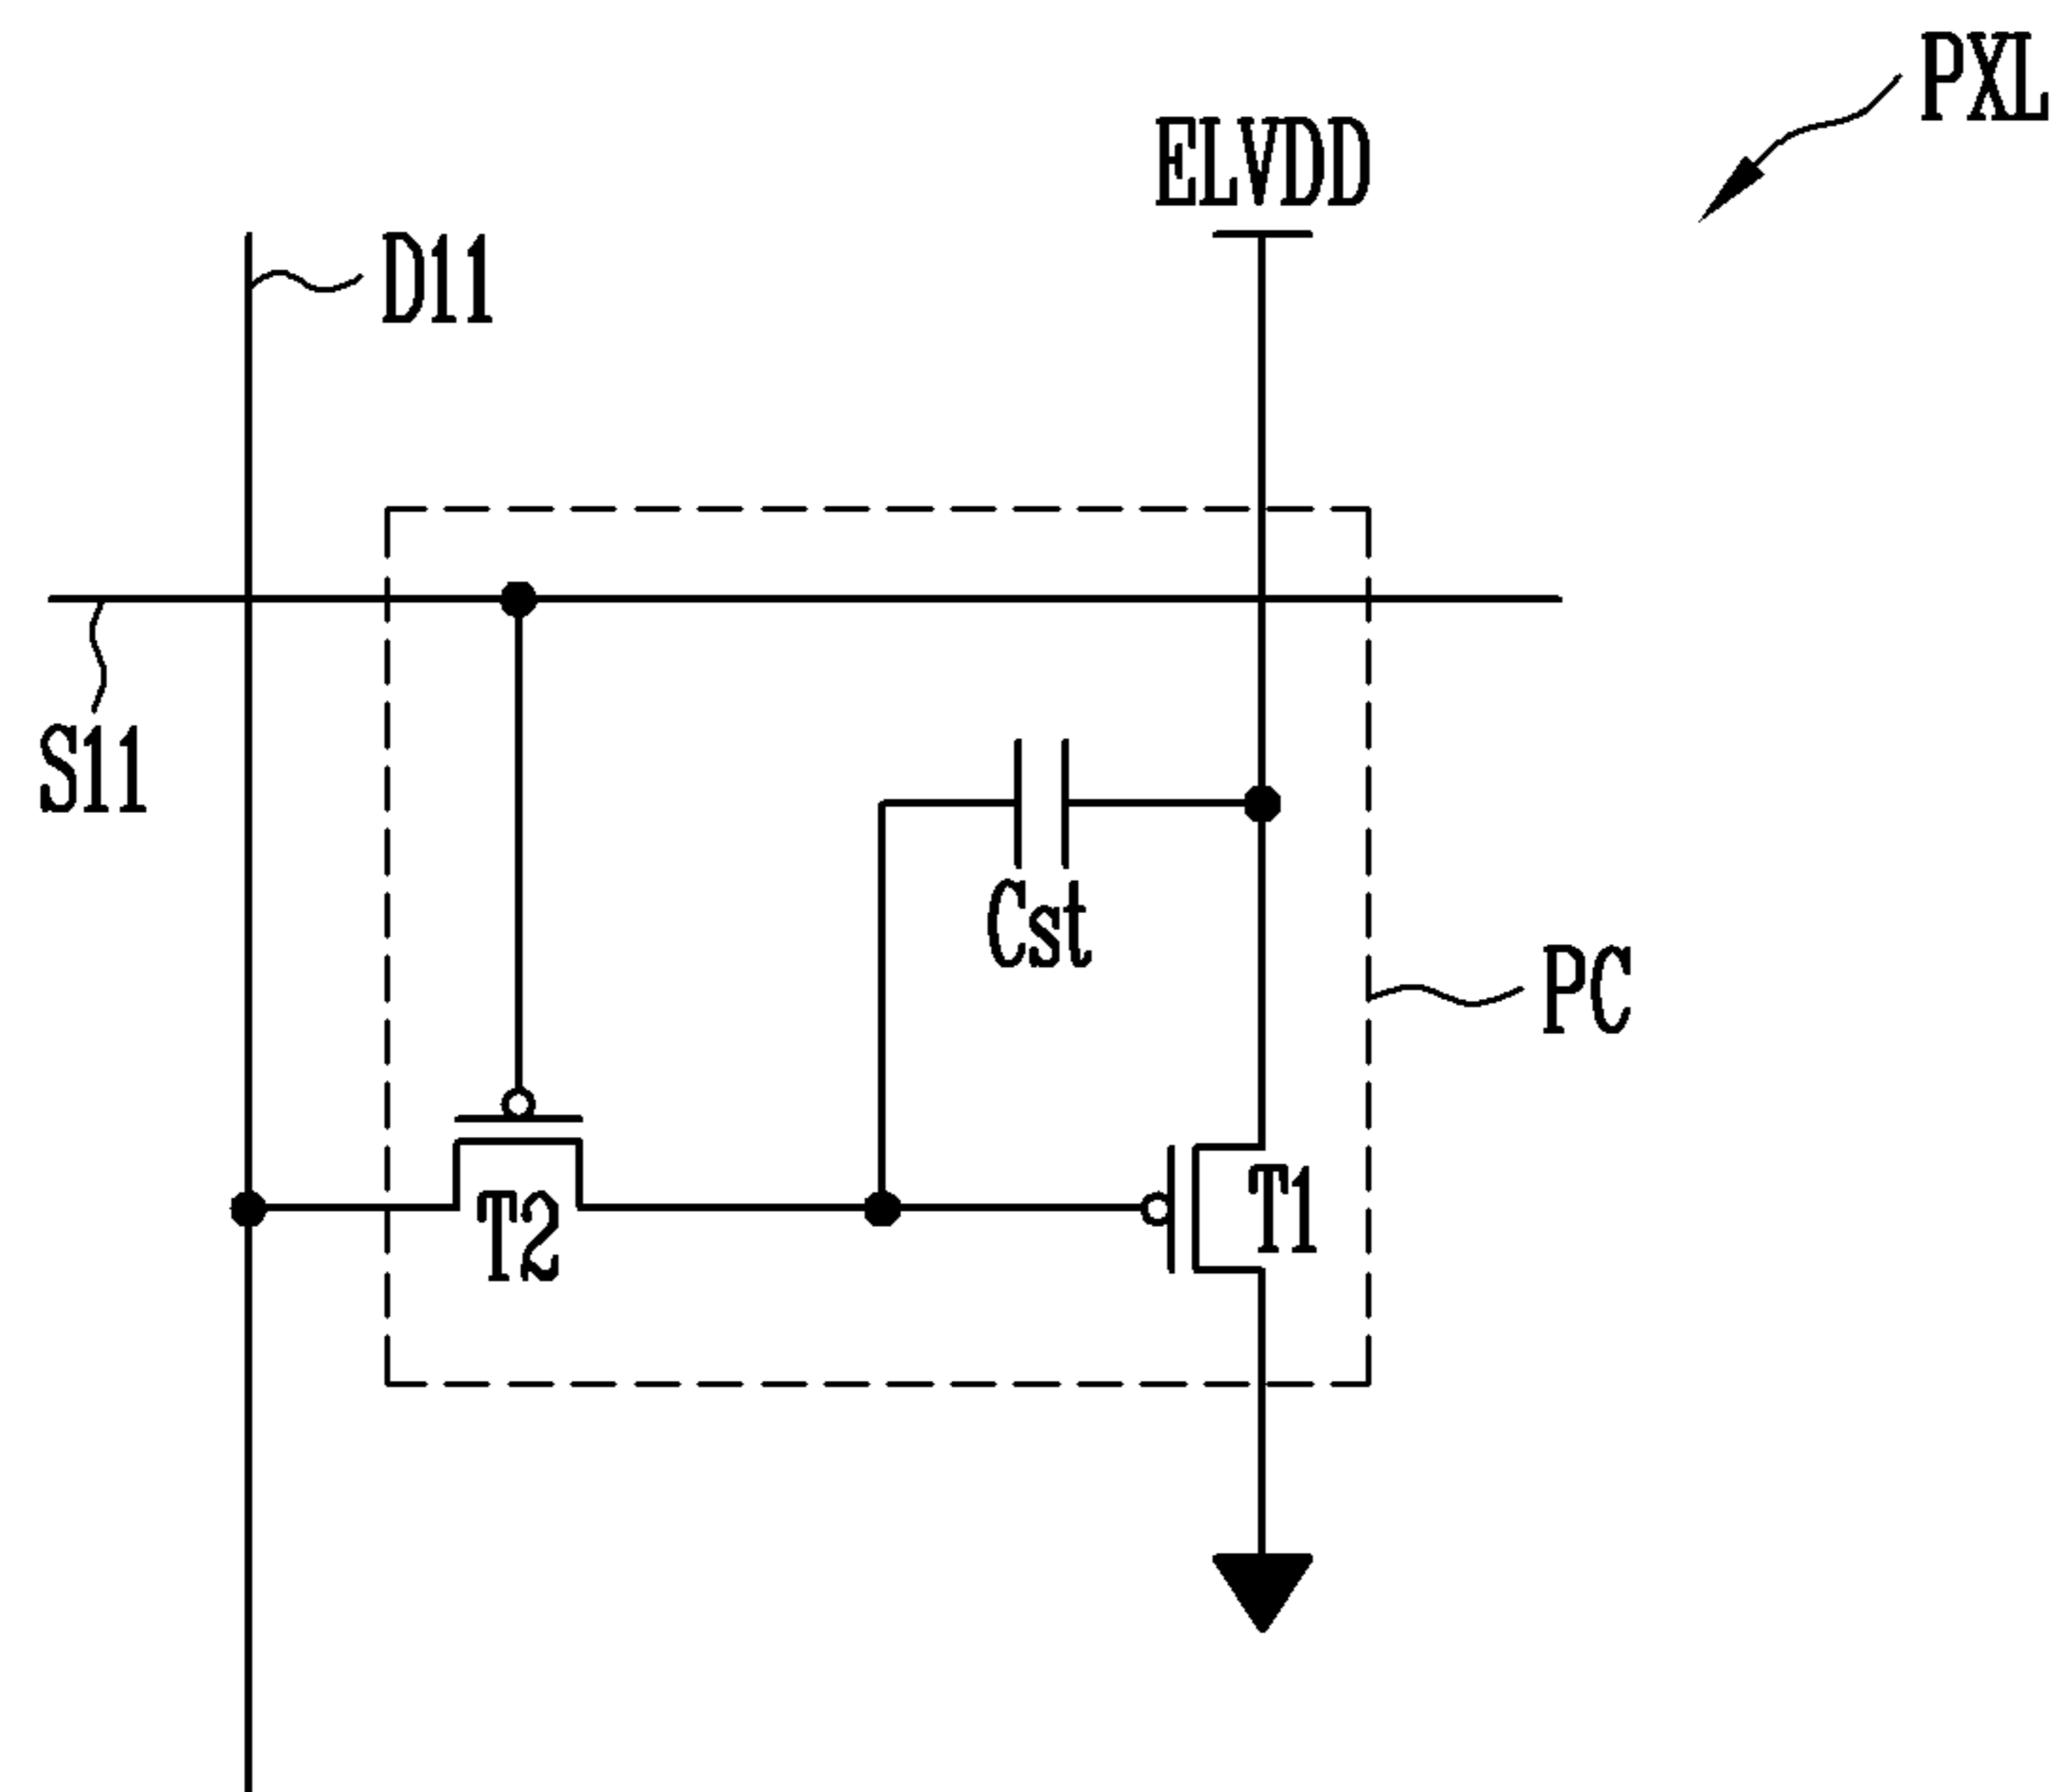 PXL
ELVDD
D11
S11
Cst
PC
T2
T1